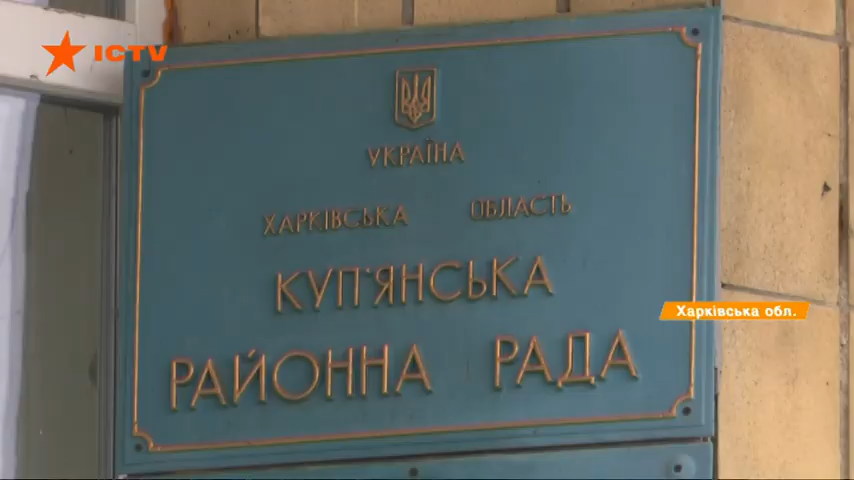 ICTV
УКРАЇНА
ХАРКІВСЬКА ОБЛАСТЬ
КУП'ЯНСЬКА
РАЙОННА РАДА
Харківська обл.